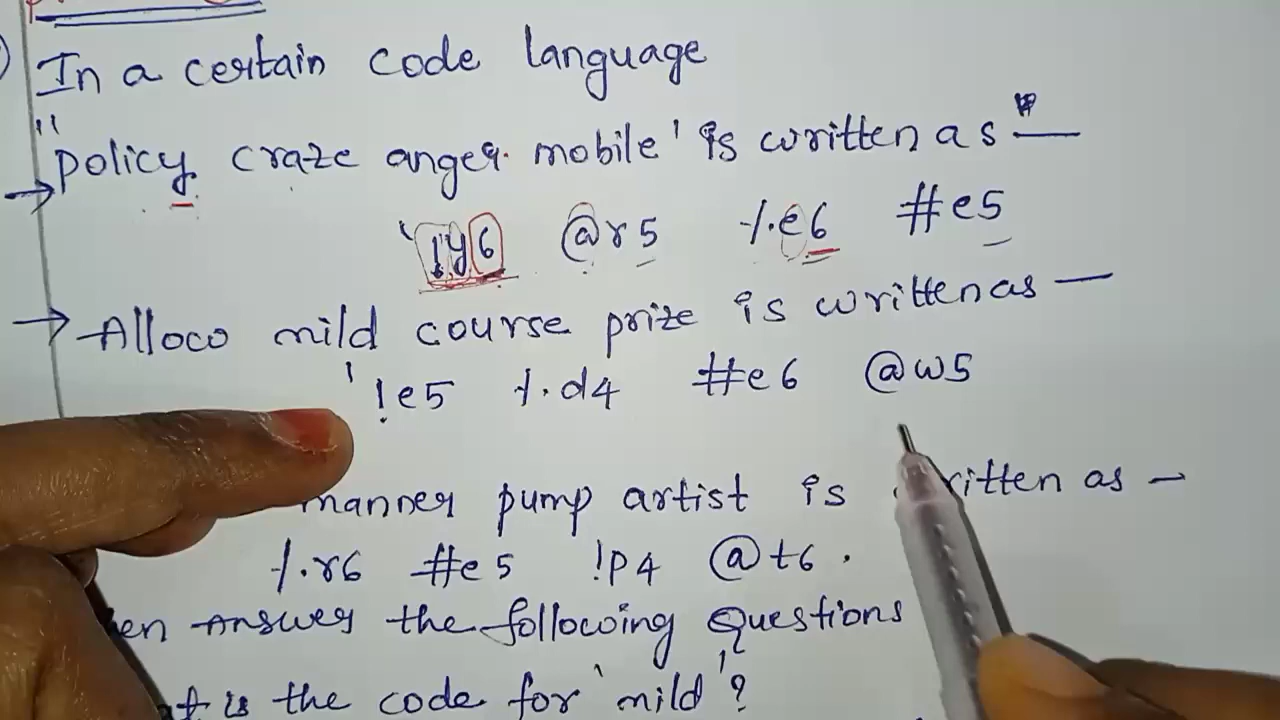 In a certain code language
"policy craze anger mobile' is written as —
'!y6 @r5 %e6 #e5
Alloco mild course prize is written as —
'!e5 %d4 #e6 @w5
manner pump artist is written as —
%r6 #e5 !p4 @t6.
Answer the following Questions
is the code for 'mild'?